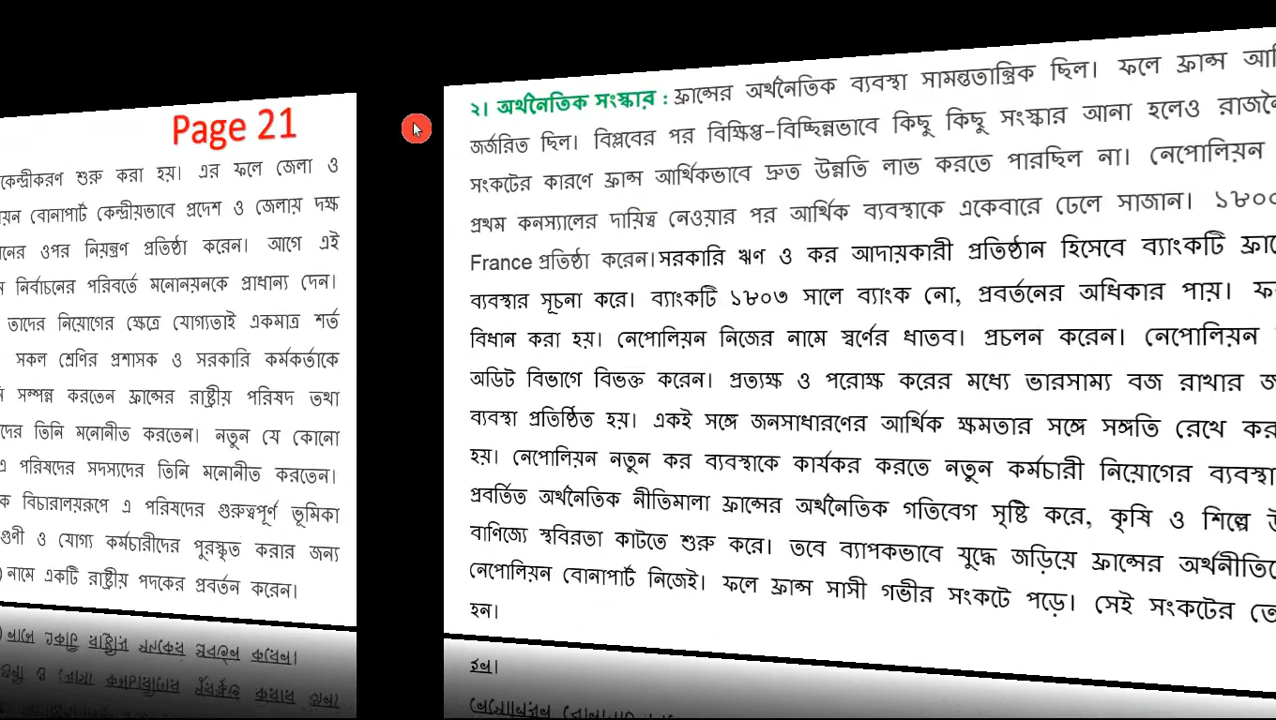 Page 21
কেন্দ্রীকরণ শুরু করা হয়। এর ফলে জেলা ও
য়ন বোনাপার্ট কেন্দ্রীয়ভাবে প্রদেশ ও জেলায় দক্ষ
নের ওপর নিয়ন্ত্রণ প্রতিষ্ঠা করেন। আগে এই
নির্বাচনের পরিবর্তে মনোনয়নকে প্রাধান্য দেন।
তাদের নিয়োগের ক্ষেত্রে যোগ্যতাই একমাত্র শর্ত
সকল শ্রেণির প্রশাসক ও সরকারি কর্মকর্তাকে
সম্পন্ন করতেন ফ্রান্সের রাষ্ট্রীয় পরিষদ তথা
দের তিনি মনোনীত করতেন। নতুন যে কোনো
এ পরিষদের সদস্যদের তিনি মনোনীত করতেন।
ক বিচারালয়রূপে এ পরিষদের গুরুত্বপূর্ণ ভূমিকা
গুণী ও যোগ্য কর্মচারীদের পুরস্কৃত করার জন্য
) নামে একটি রাষ্ট্রীয় পদকের প্রবর্তন করেন।
২। অর্থনৈতিক সংস্কার : ফ্রান্সের অর্থনৈতিক ব্যবস্থা সামন্ততান্ত্রিক ছিল। ফলে ফ্রান্স আ
জর্জরিত ছিল। বিপ্লবের পর বিক্ষিপ্ত-বিচ্ছিন্নভাবে কিছু কিছু সংস্কার আনা হলেও রাজনৈ
সংকটের কারণে ফ্রান্স আর্থিকভাবে দ্রুত উন্নতি লাভ করতে পারছিল না। নেপোলিয়ন
প্রথম কনস্যালের দায়িত্ব নেওয়ার পর আর্থিক ব্যবস্থাকে একেবারে ঢেলে সাজান। ১৮০০
France প্রতিষ্ঠা করেন। সরকারি ঋণ ও কর আদায়কারী প্রতিষ্ঠান হিসেবে ব্যাংকটি ফ্রা
ব্যবস্থার সূচনা করে। ব্যাংকটি ১৮০৩ সালে ব্যাংক নো, প্রবর্তনের অধিকার পায়। ফ
বিধান করা হয়। নেপোলিয়ন নিজের নামে স্বর্ণের ধাতব। প্রচলন করেন। নেপোলিয়ন
অডিট বিভাগে বিভক্ত করেন। প্রত্যক্ষ ও পরোক্ষ করের মধ্যে ভারসাম্য বজ রাখার জ
ব্যবস্থা প্রতিষ্ঠিত হয়। একই সঙ্গে জনসাধারণের আর্থিক ক্ষমতার সঙ্গে সঙ্গতি রেখে কর
হয়। নেপোলিয়ন নতুন কর ব্যবস্থাকে কার্যকর করতে নতুন কর্মচারী নিয়োগের ব্যবস্থা
প্রবর্তিত অর্থনৈতিক নীতিমালা ফ্রান্সের অর্থনৈতিক গতিবেগ সৃষ্টি করে, কৃষি ও শিল্পে উ
বাণিজ্যে স্থবিরতা কাটতে শুরু করে। তবে ব্যাপকভাবে যুদ্ধে জড়িয়ে ফ্রান্সের অর্থনীতিে
নেপোলিয়ন বোনাপার্ট নিজেই। ফলে ফ্রান্স সাসী গভীর সংকটে পড়ে। সেই সংকটের তে
হন।